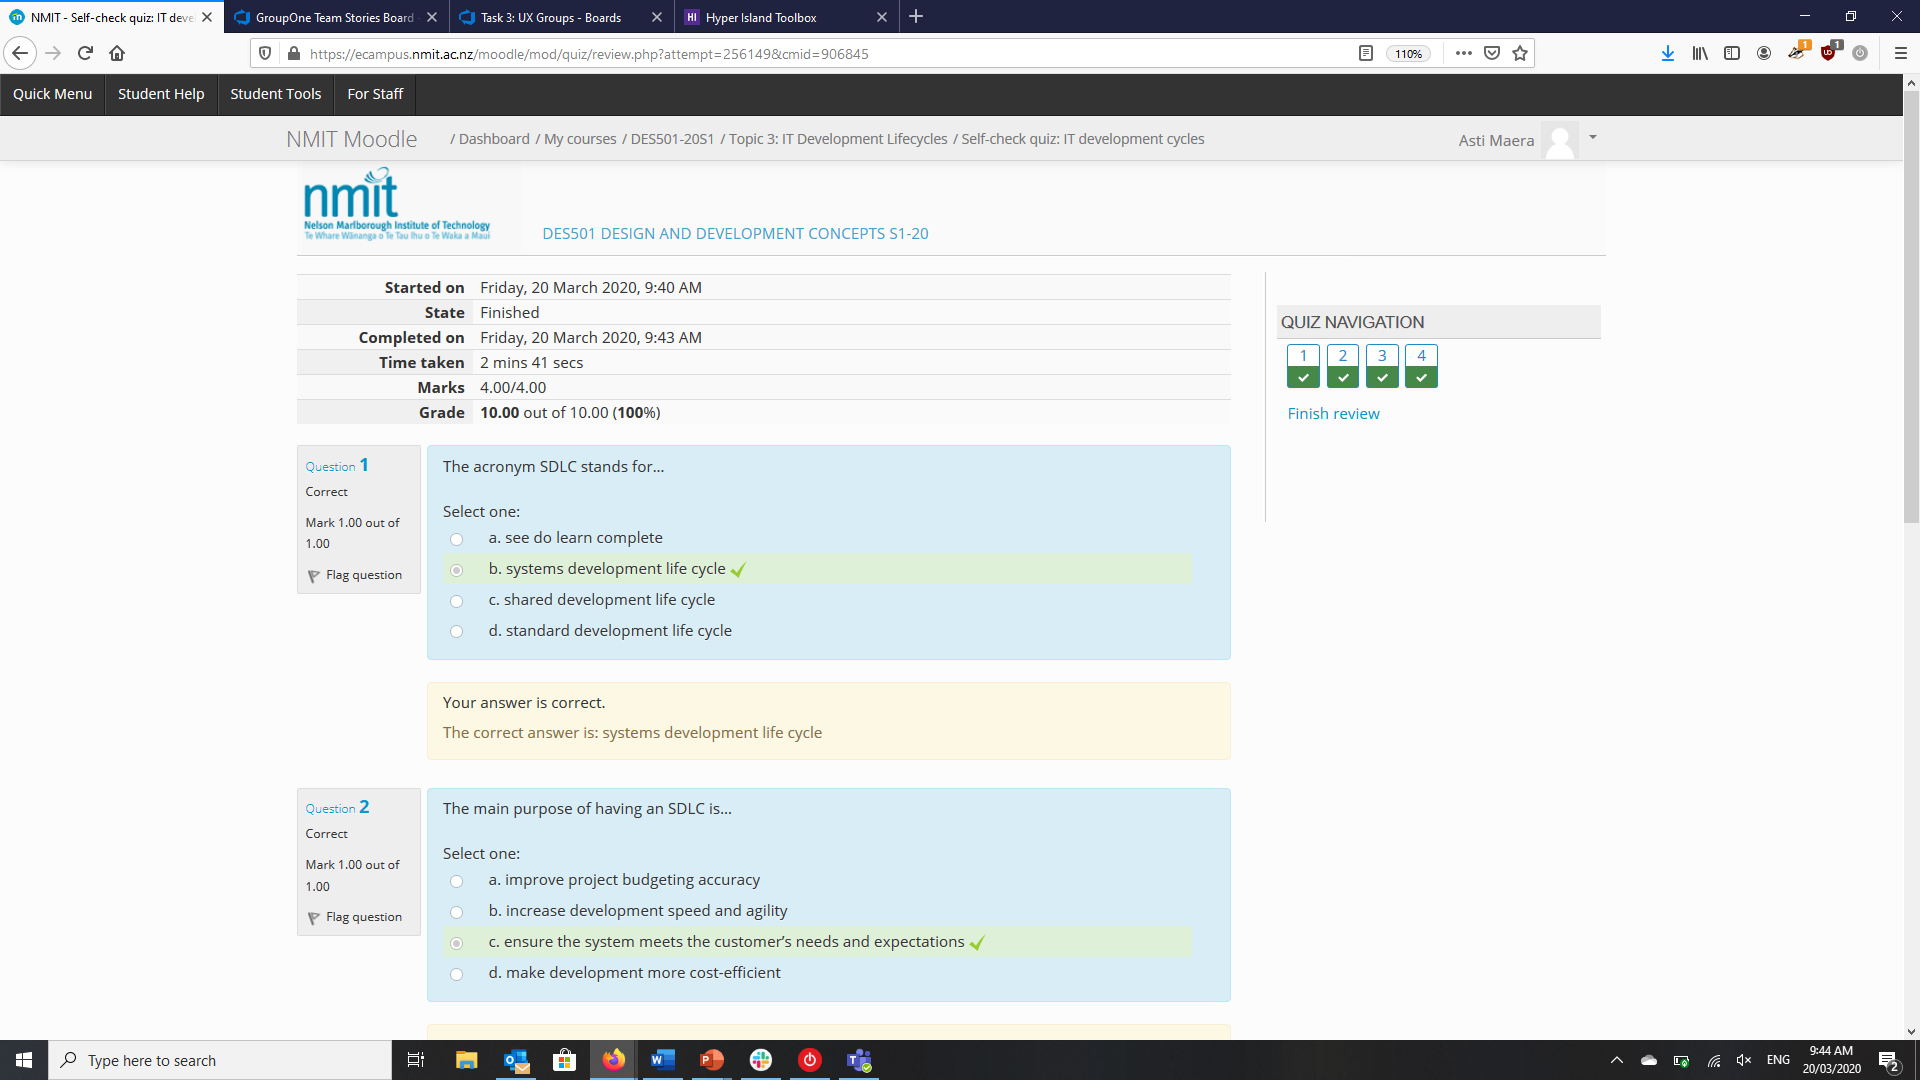 NMIT - Self-check quiz: IT deve
GroupOne Team Stories Board
Task 3: UX Groups - Boards
HI Hyper Island Toolbox
https://ecampus.nmit.ac.nz/moodle/mod/quiz/review.php?attempt=256149&cmid=906845
110%
1
1
Quick Menu
Student Help
Student Tools
For Staff
NMIT Moodle
/ Dashboard / My courses / DES501-20S1 / Topic 3: IT Development Lifecycles / Self-check quiz: IT development cycles
Asti Maera
nmit
Nelson Marlborough Institute of Technology
Te Whare Wānanga o Te Tau Ihu o Te Waka a Maui
DES501 DESIGN AND DEVELOPMENT CONCEPTS S1-20
Started on Friday, 20 March 2020, 9:40 AM
State Finished
Completed on Friday, 20 March 2020, 9:43 AM
Time taken 2 mins 41 secs
Marks 4.00/4.00
Grade 10.00 out of 10.00 (100%)
QUIZ NAVIGATION
1 2 3 4
Finish review
Question 1
Correct
Mark 1.00 out of
1.00
Flag question
The acronym SDLC stands for...
Select one:
a. see do learn complete
b. systems development life cycle
c. shared development life cycle
d. standard development life cycle
Your answer is correct.
The correct answer is: systems development life cycle
Question 2
Correct
Mark 1.00 out of
1.00
Flag question
The main purpose of having an SDLC is...
Select one:
a. improve project budgeting accuracy
b. increase development speed and agility
c. ensure the system meets the customer's needs and expectations
d. make development more cost-efficient
Type here to search
ENG
9:44 AM
20/03/2020
2